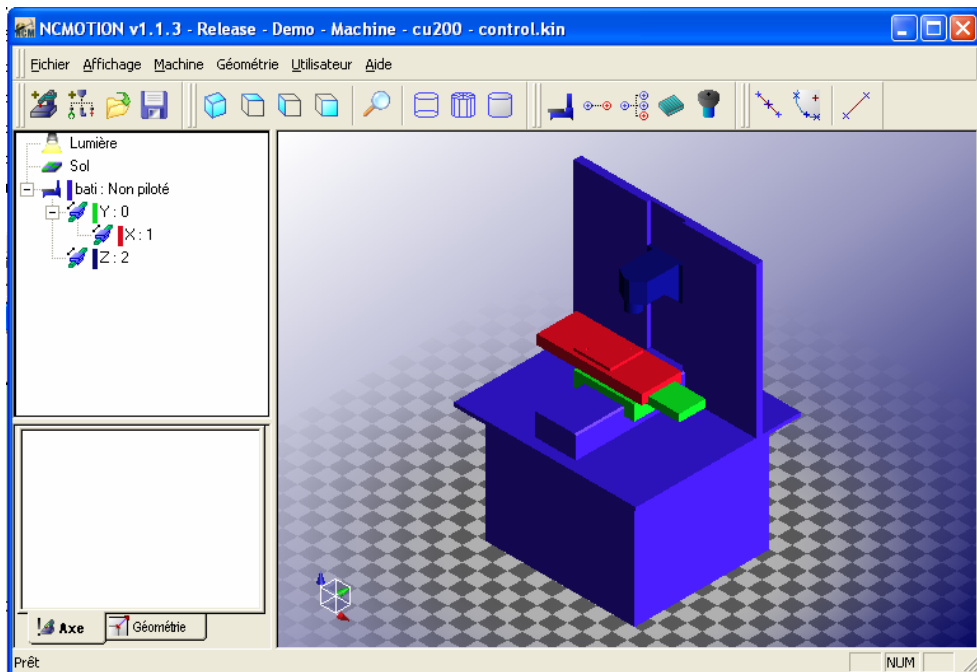 NCMOTION v1.1.3 - Release - Demo - Machine - cu200 - control.kin
Fichier Affichage Machine Géométrie Utilisateur Aide
Lumière
Sol
bati : Non piloté
Y : 0
X : 1
Z : 2
Axe Géométrie
Prêt NUM